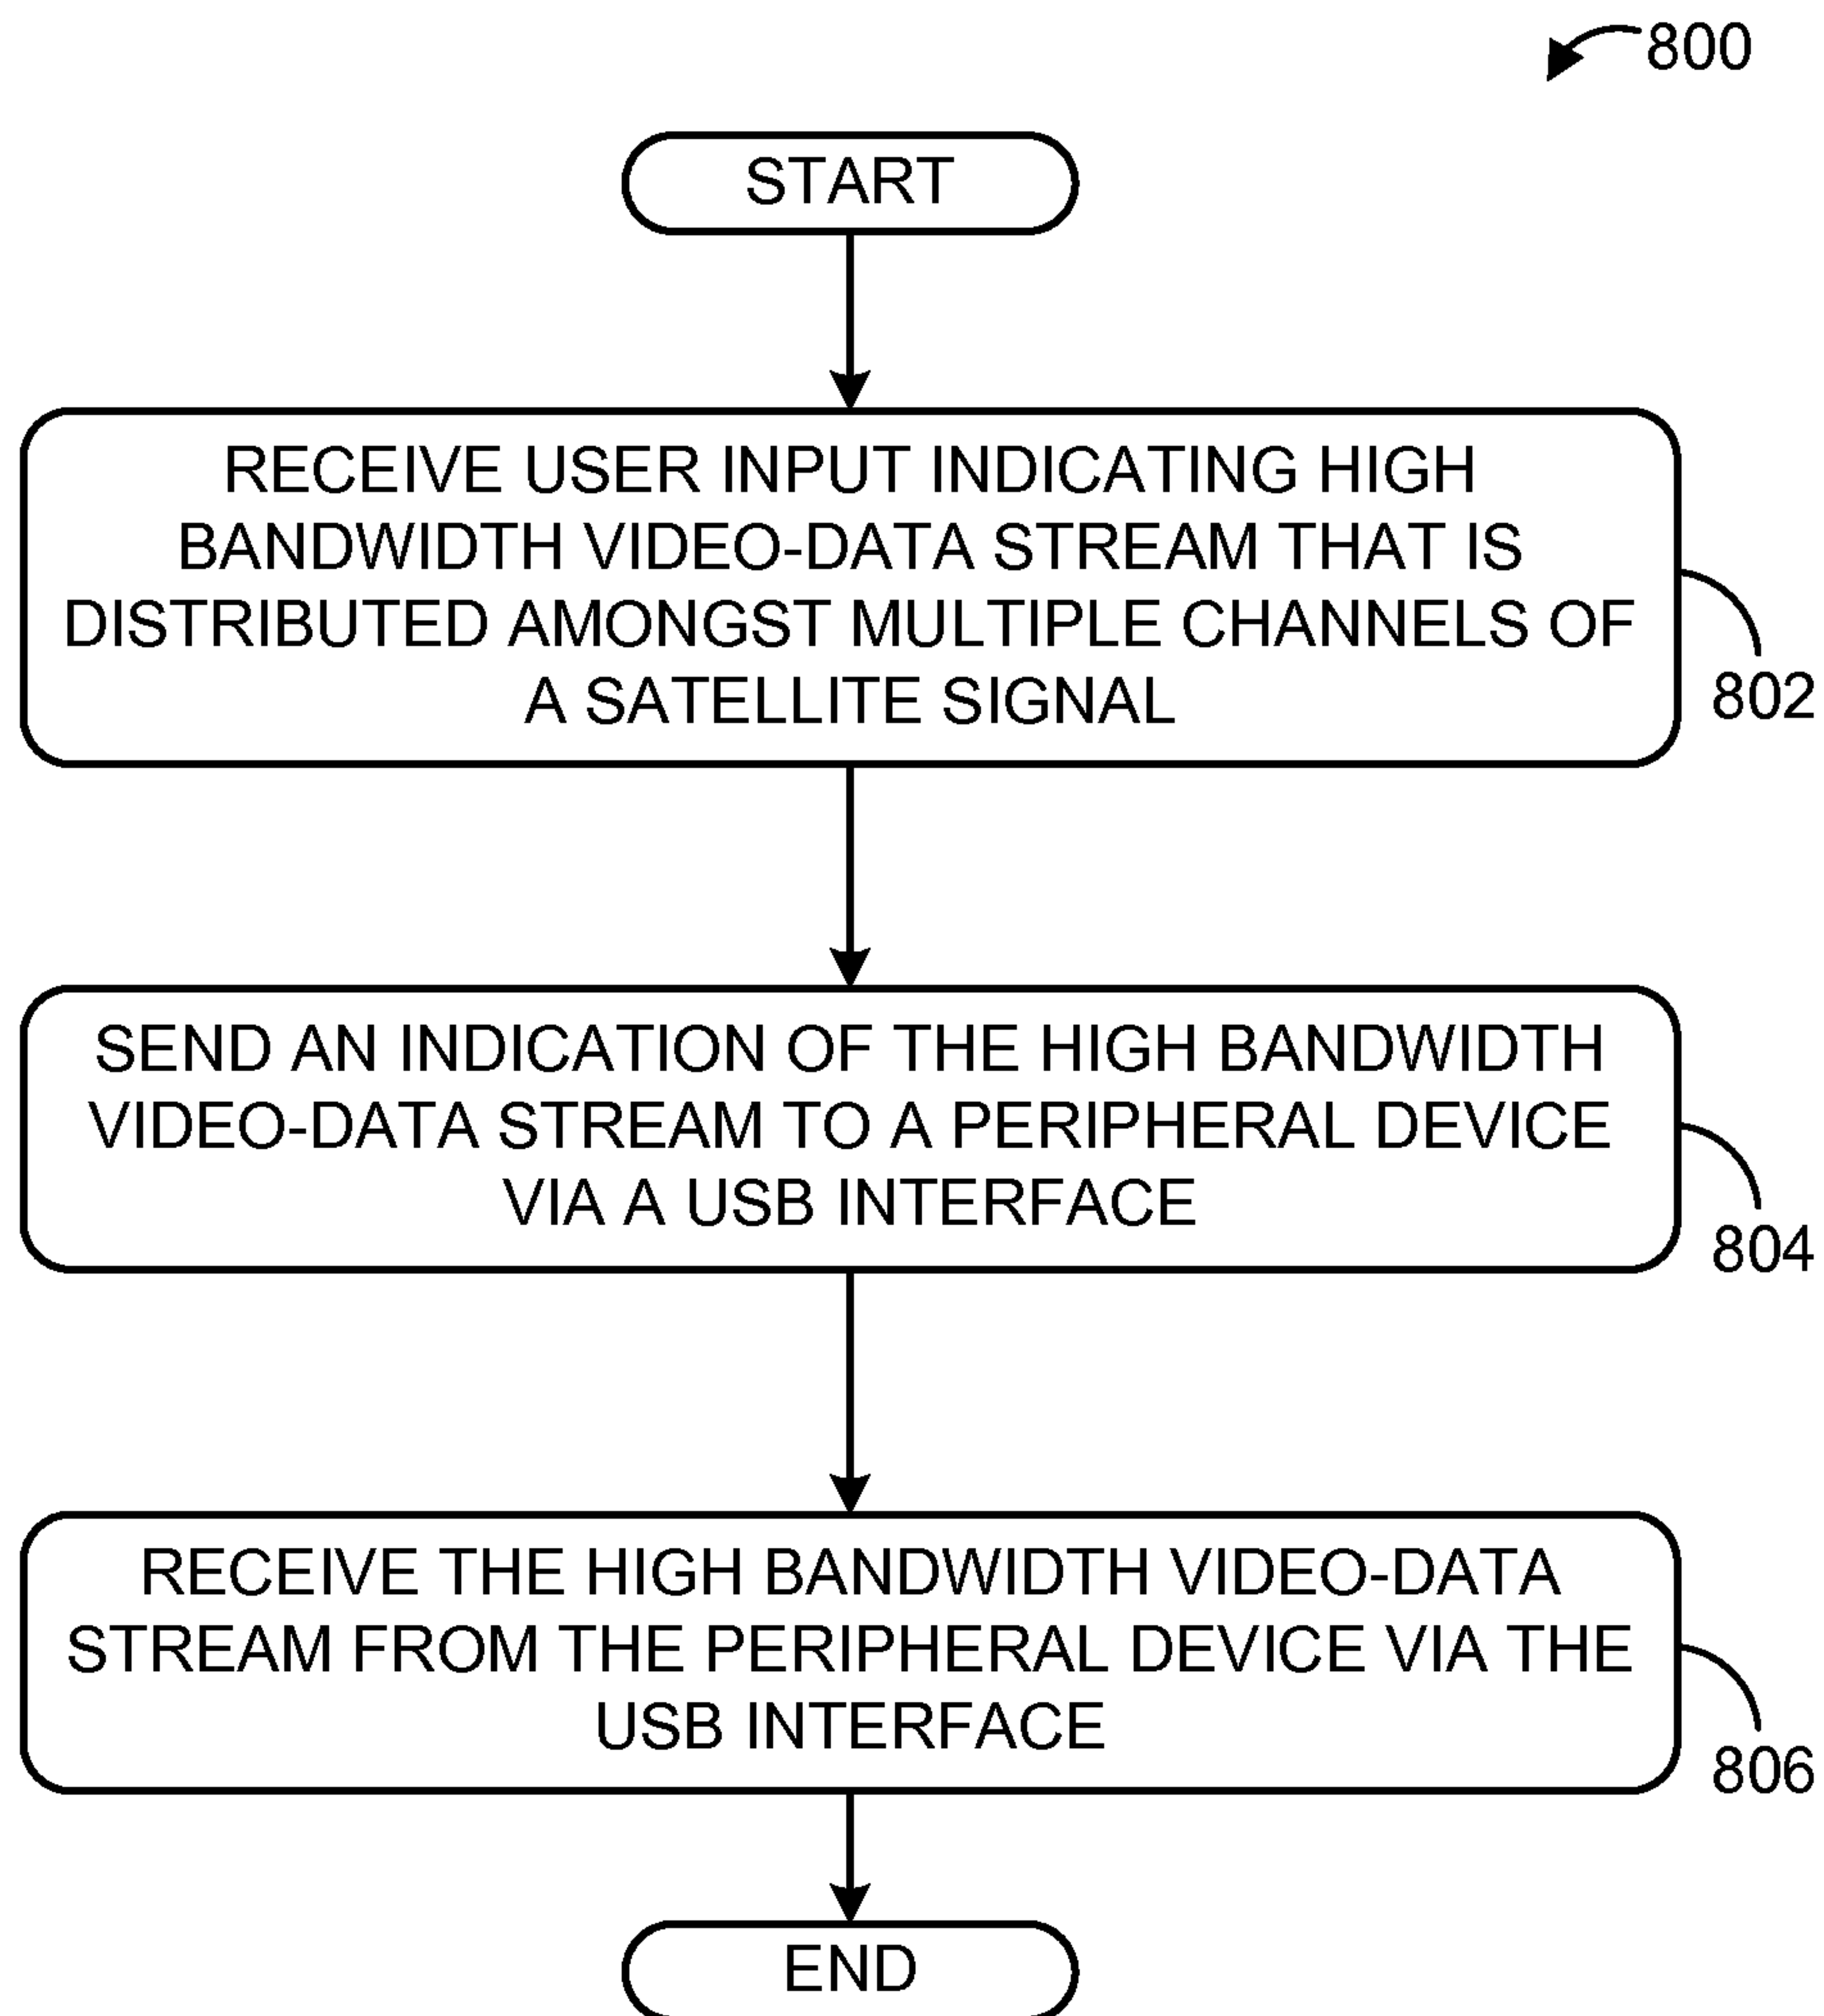 800
START
RECEIVE USER INPUT INDICATING HIGH
BANDWIDTH VIDEO-DATA STREAM THAT IS
DISTRIBUTED AMONGST MULTIPLE CHANNELS OF
A SATELLITE SIGNAL
802
SEND AN INDICATION OF THE HIGH BANDWIDTH
VIDEO-DATA STREAM TO A PERIPHERAL DEVICE
VIA A USB INTERFACE
804
RECEIVE THE HIGH BANDWIDTH VIDEO-DATA
STREAM FROM THE PERIPHERAL DEVICE VIA THE
USB INTERFACE
806
END